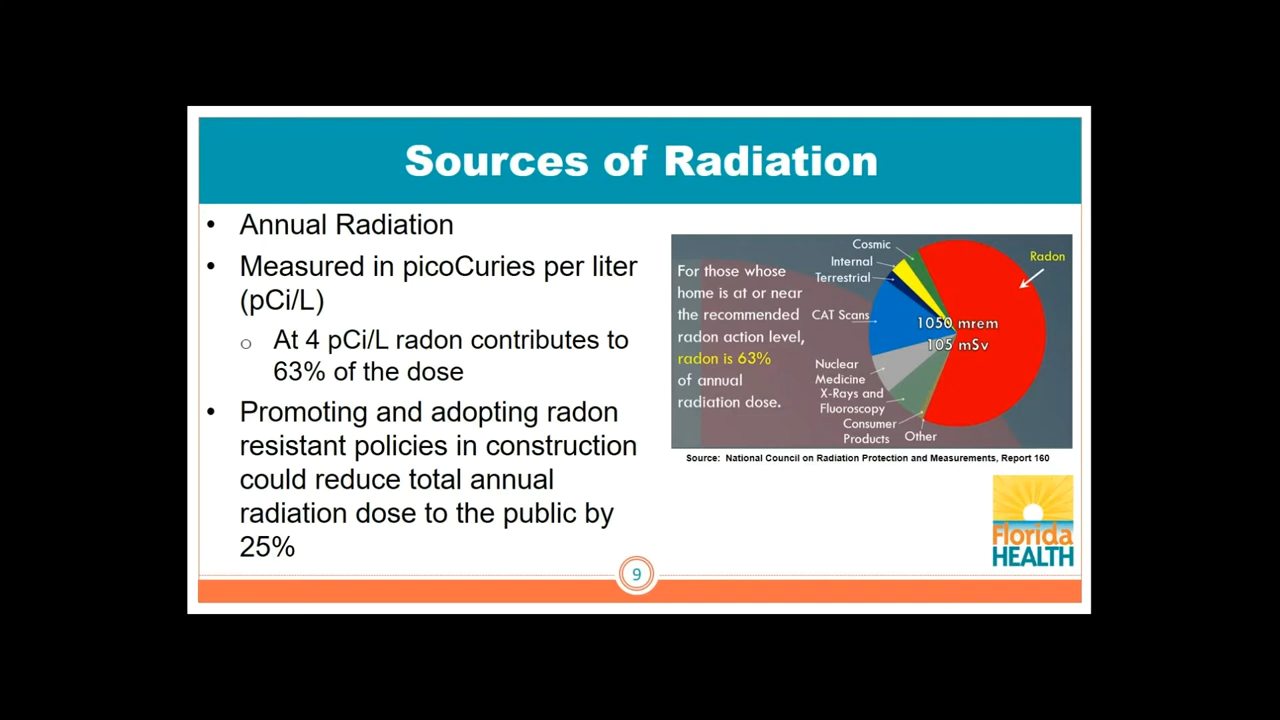 Sources of Radiation
• Annual Radiation
• Measured in picoCuries per liter
(pCi/L)
o At 4 pCi/L radon contributes to
63% of the dose
• Promoting and adopting radon
resistant policies in construction
could reduce total annual
radiation dose to the public by
25%
For those whose
home is at or near
the recommended
radon action level,
radon is 63%
of annual
radiation dose.
Cosmic
Internal
Terrestrial
CAT Scans
Nuclear
Medicine
X-Rays and
Fluoroscopy
Consumer
Products
Other
Radon
1050 mrem
105 mSv
Source: National Council on Radiation Protection and Measurements, Report 160
Florida
HEALTH
9